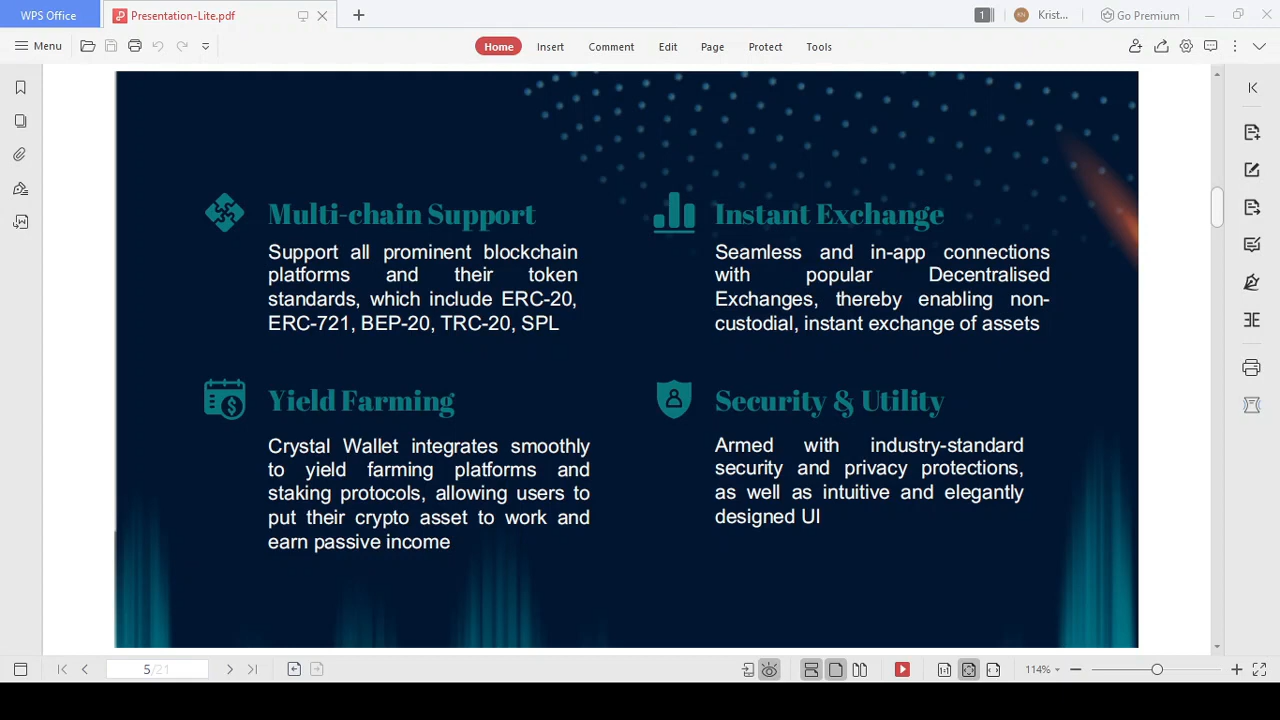 WPS Office
Presentation-Lite.pdf
1
KN
Krist...
Go Premium
Menu
Home
Insert
Comment
Edit
Page
Protect
Tools
Multi-chain Support
Support all prominent blockchain
platforms and their token
standards, which include ERC-20,
ERC-721, BEP-20, TRC-20, SPL
Instant Exchange
Seamless and in-app connections
with popular Decentralised
Exchanges, thereby enabling non-
custodial, instant exchange of assets
Yield Farming
Crystal Wallet integrates smoothly
to yield farming platforms and
staking protocols, allowing users to
put their crypto asset to work and
earn passive income
Security & Utility
Armed with industry-standard
security and privacy protections,
as well as intuitive and elegantly
designed UI
5/21
114%